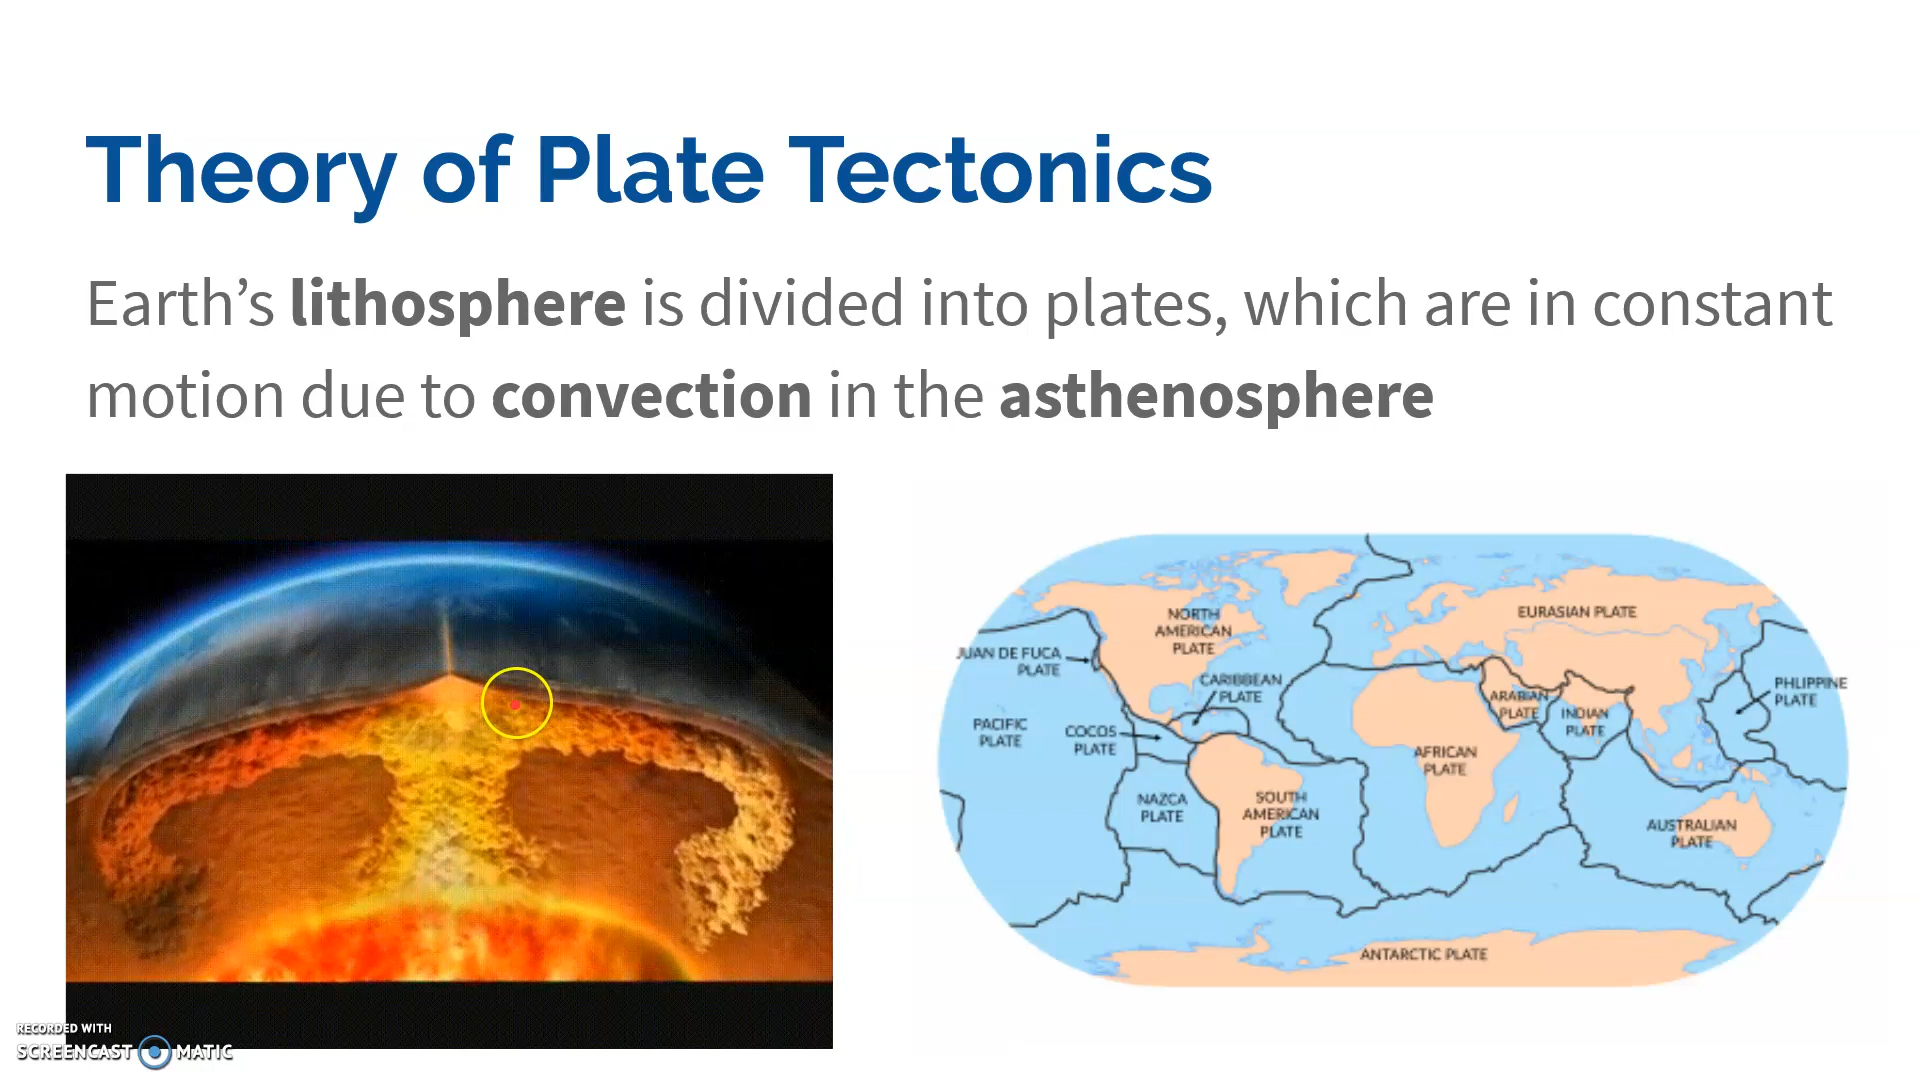 Theory of Plate Tectonics
Earth’s lithosphere is divided into plates, which are in constant
motion due to convection in the asthenosphere
NORTH
AMERICAN
PLATE
EURASIAN PLATE
JUAN DE FUCA
PLATE
CARIBBEAN
PLATE
ARABIAN
PLATE
INDIAN
PLATE
PHLIPPINE
PLATE
PACIFIC
PLATE
COCOS
PLATE
AFRICAN
PLATE
NAZCA
PLATE
SOUTH
AMERICAN
PLATE
AUSTRALIAN
PLATE
ANTARCTIC PLATE
RECORDED WITH
SCREENCAST MATIC